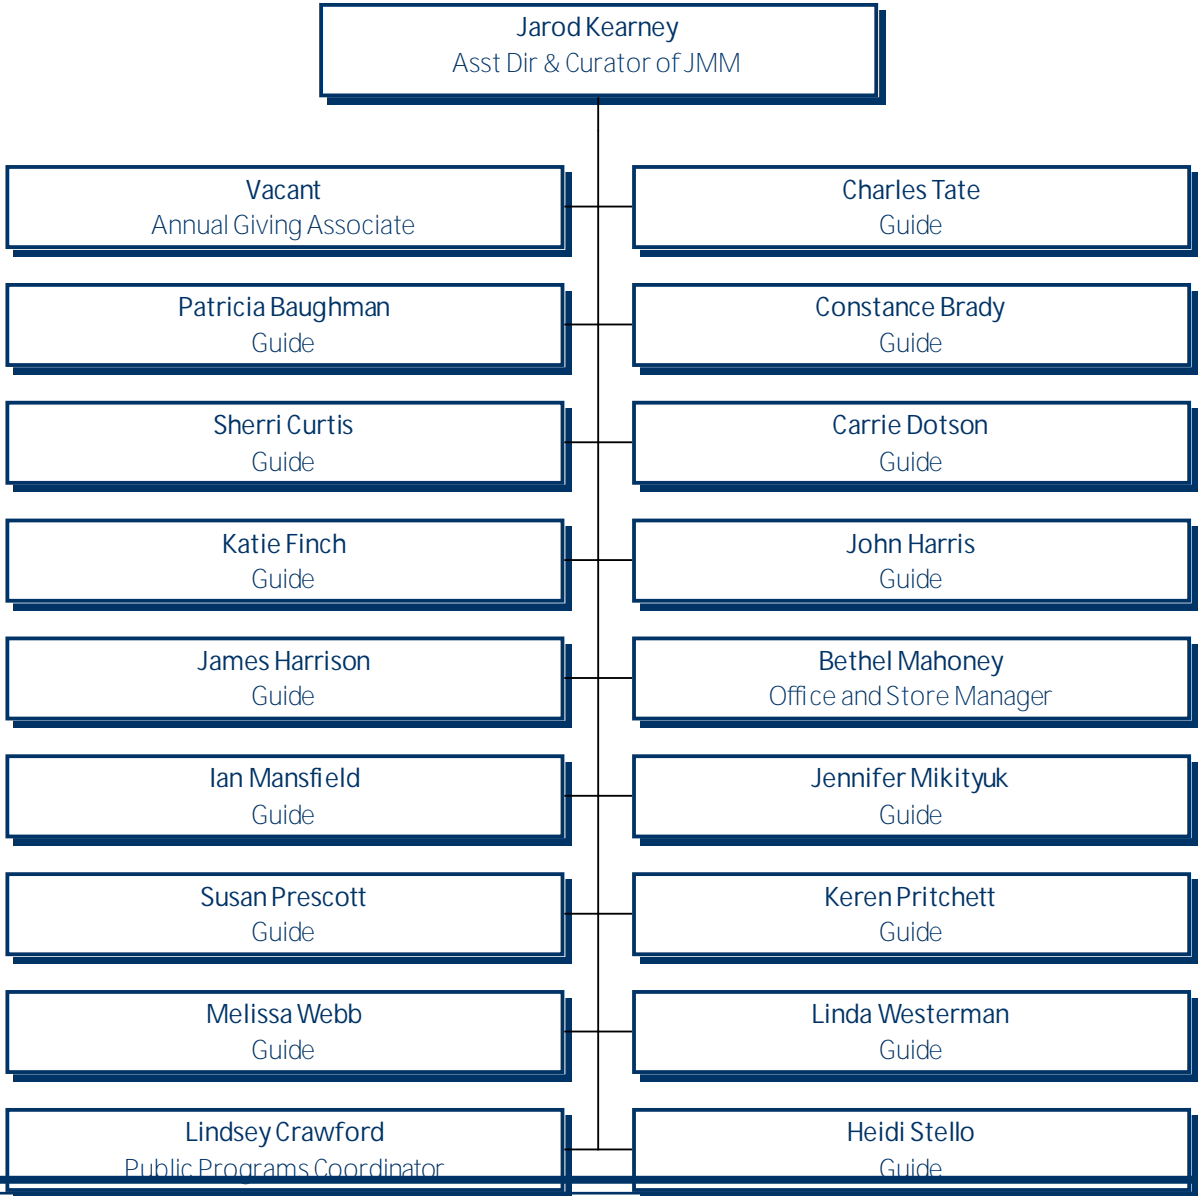 Jarod Kearney
Asst Dir & Curator of JMM
Vacant
Annual Giving Associate
Charles Tate
Guide
Patricia Baughman
Guide
Constance Brady
Guide
Sherri Curtis
Guide
Carrie Dotson
Guide
Katie Finch
Guide
John Harris
Guide
James Harrison
Guide
Bethel Mahoney
Office and Store Manager
Ian Mansfield
Guide
Jennifer Mikityuk
Guide
Susan Prescott
Guide
Keren Pritchett
Guide
Melissa Webb
Guide
Linda Westerman
Guide
Lindsey Crawford
Public Programs Coordinator
Heidi Stello
Guide